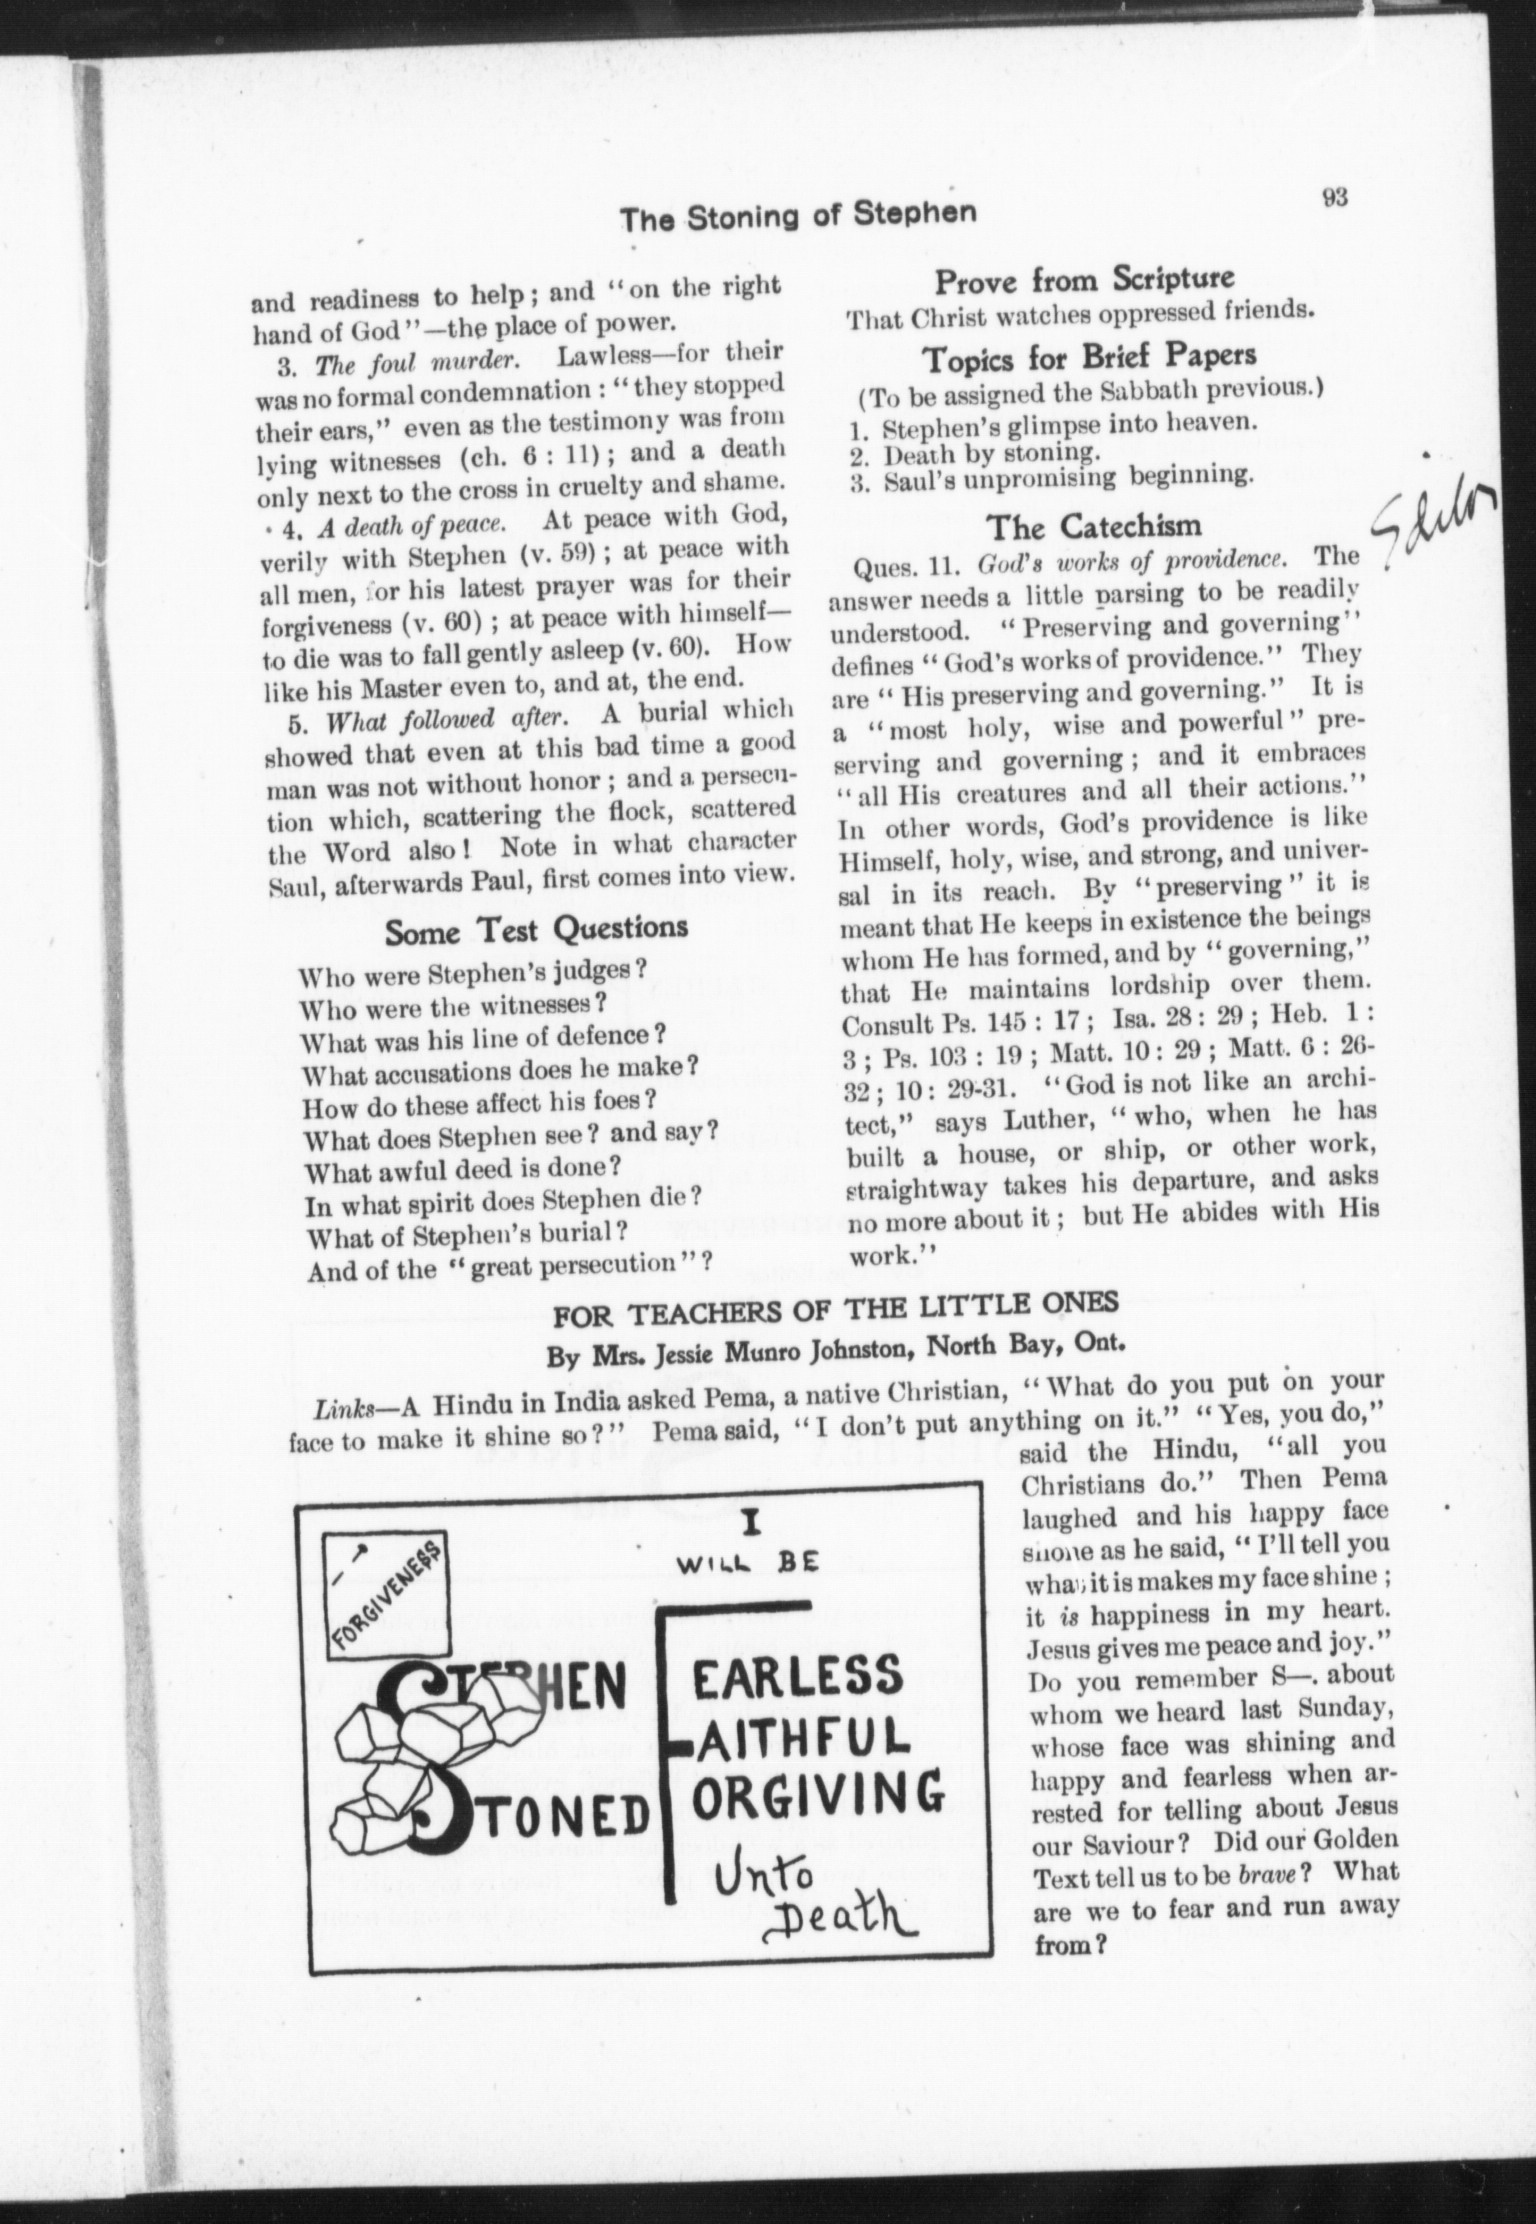 The Stoning of Stephen
93
and readiness to help; and "on the right
hand of God"—the place of power.
3. The foul murder. Lawless—for their
was no formal condemnation: "they stopped
their ears," even as the testimony was from
lying witnesses (ch. 6 : 11); and a death
only next to the cross in cruelty and shame.
4. A death of peace. At peace with God,
verily with Stephen (v. 59); at peace with
all men, for his latest prayer was for their
forgiveness (v. 60); at peace with himself—
to die was to fall gently asleep (v. 60). How
like his Master even to, and at, the end.
5. What followed after. A burial which
showed that even at this bad time a good
man was not without honor; and a persecu-
tion which, scattering the flock, scattered
the Word also! Note in what character
Saul, afterwards Paul, first comes into view.
Some Test Questions
Who were Stephen's judges?
Who were the witnesses?
What was his line of defence?
What accusations does he make?
How do these affect his foes?
What does Stephen see? and say?
What awful deed is done?
In what spirit does Stephen die?
What of Stephen's burial?
And of the "great persecution"?
Prove from Scripture
That Christ watches oppressed friends.
Topics for Brief Papers
(To be assigned the Sabbath previous.)
1. Stephen's glimpse into heaven.
2. Death by stoning.
3. Saul's unpromising beginning.
The Catechism
Ques. 11. God's works of providence. The
answer needs a little parsing to be readily
understood. "Preserving and governing"
defines "God's works of providence." They
are "His preserving and governing." It is
a "most holy, wise and powerful" pre-
serving and governing; and it embraces
"all His creatures and all their actions."
In other words, God's providence is like
Himself, holy, wise, and strong, and univer-
sal in its reach. By "preserving" it is
meant that He keeps in existence the beings
whom He has formed, and by "governing,"
that He maintains lordship over them.
Consult Ps. 145 : 17; Isa. 28 : 29; Heb. 1 :
3; Ps. 103 : 19; Matt. 10 : 29; Matt. 6 : 26-
32; 10 : 29-31. "God is not like an archi-
tect," says Luther, "who, when he has
built a house, or ship, or other work,
straightway takes his departure, and asks
no more about it; but He abides with His
work."
FOR TEACHERS OF THE LITTLE ONES
By Mrs. Jessie Munro Johnston, North Bay, Ont.
Links—A Hindu in India asked Pema, a native Christian, "What do you put on your
face to make it shine so?" Pema said, "I don't put anything on it." "Yes, you do,"
said the Hindu, "all you
Christians do." Then Pema
laughed and his happy face
shone as he said, "I'll tell you
what it is makes my face shine;
it is happiness in my heart.
Jesus gives me peace and joy."
Do you remember S—. about
whom we heard last Sunday,
whose face was shining and
happy and fearless when ar-
rested for telling about Jesus
our Saviour? Did our Golden
Text tell us to be brave? What
are we to fear and run away
from?
FORGIVENESS
STEPHEN
STONED
I
WILL BE
FEARLESS
FAITHFUL
FORGIVING
Unto
Death